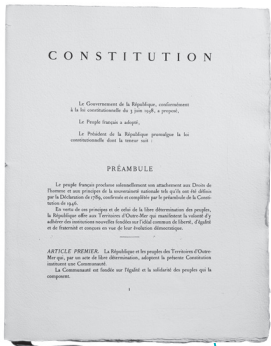 CONSTITUTION
Le Gouvernement de la République, conformément
à la loi constitutionnelle du 3 juin 1958, a proposé,
Le Peuple français a adopté,
Le Président de la République promulgue la loi
constitutionnelle dont la teneur suit :
PRÉAMBULE
Le peuple français proclame solennellement son attachement aux Droits de
l'homme et aux principes de la souveraineté nationale tels qu'ils ont été définis
par la Déclaration de 1789, confirmée et complétée par le préambule de la Consti-
tution de 1946.
En vertu de ces principes et de celui de la libre détermination des peuples,
la République offre aux Territoires d'Outre-Mer qui manifestent la volonté d'y
adhérer des institutions nouvelles fondées sur l'idéal commun de liberté, d'égalité
et de fraternité et conçues en vue de leur évolution démocratique.
ARTICLE PREMIER. La République et les peuples des Territoires d'Outre-
Mer qui, par un acte de libre détermination, adoptent la présente Constitution
instituent une Communauté.
La Communauté est fondée sur l'égalité et la solidarité des peuples qui la
composent.